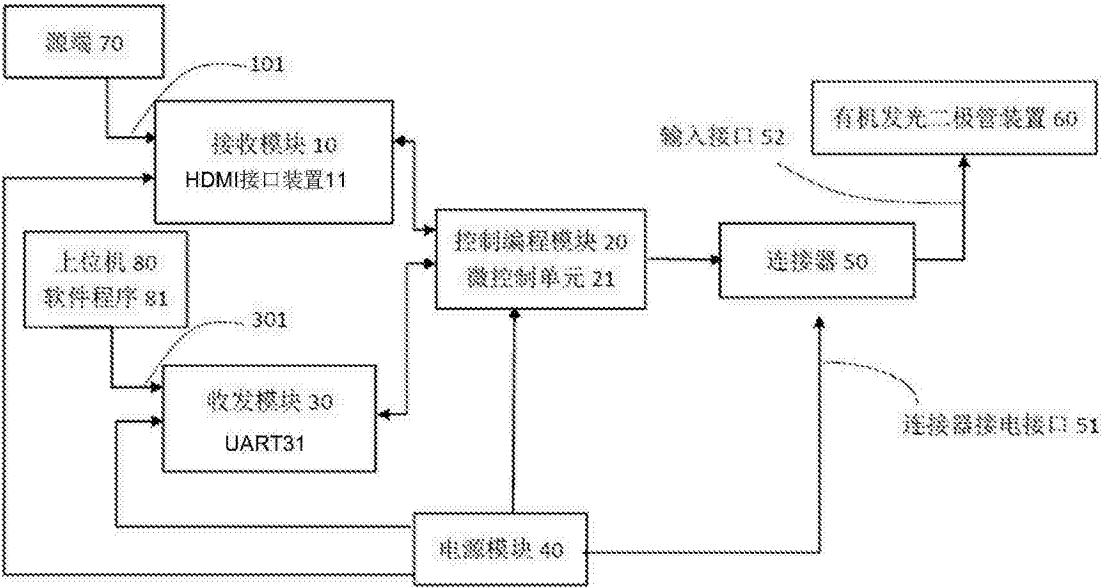 源端 70
101
接收模块 10
HDMI接口装置11
有机发光二极管装置 60
输入接口 52
上位机 80
软件程序 81
控制编程模块 20
微控制单元 21
连接器 50
301
收发模块 30
UART31
连接器接电接口 51
电源模块 40